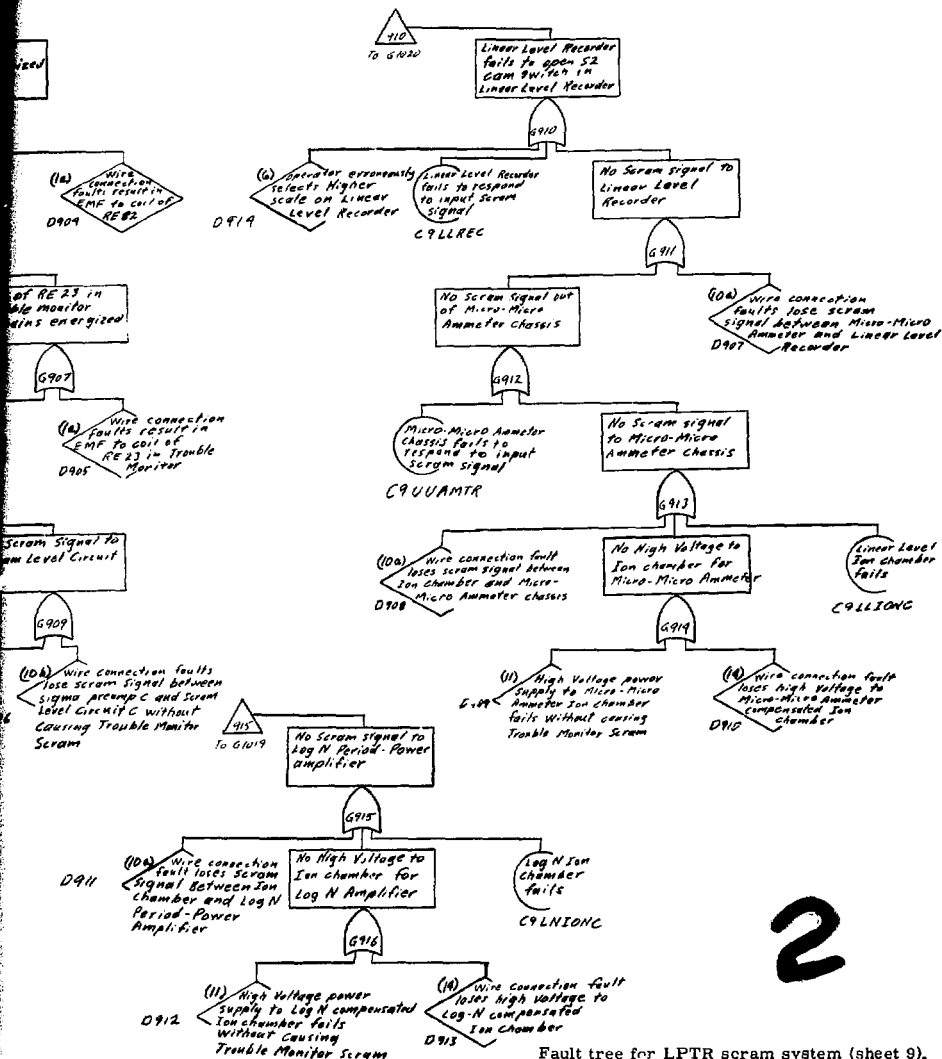 910
To G1020
Linear Level Recorder
fails to open S2
cam switch in
Linear Level Recorder
G910
(1a) Wire
connection
faults result in
EMF to coil of
RE82
D904
(6) operator erroneously
selects Higher
scale on Linear
Level Recorder
D914
Linear Level Recorder
fails to respond
to input scram
signal
C9LLREC
No Scram signal to
Linear Level
Recorder
G911
of RE 23 in
ble monitor
ains energized
G907
No Scram Signal out
of Micro-Micro
Ammeter Chassis
(10a) Wire connection
faults lose scram
signal between Micro-Micro
Ammeter and Linear Level
Recorder
D907
G912
(1a) Wire connection
faults result in
EMF to coil of
RE 23 in Trouble
Monitor
D905
Micro-Micro Ammeter
Chassis fails to
respond to input
scram signal
C9UUAMTR
No Scram signal
to Micro-Micro
Ammeter Chassis
G913
Scram Signal to
am Level Circuit
G909
(10a) Wire connection fault
loses scram signal between
Ion chamber and Micro-
Micro Ammeter chassis
D908
No High Voltage to
Ion chamber for
Micro-Micro Ammeter
Linear Level
Ion chamber
fails
C9LLIONC
G914
(10b) Wire connection faults
lose scram signal between
sigma preamp C and Scram
Level Circuit C without
causing Trouble Monitor
Scram
(11) High Voltage power
supply to Micro-Micro
Ammeter Ion chamber
fails without causing
Trouble Monitor Scram
(14) Wire connection fault
loses high Voltage to
Micro-Micro Ammeter
compensated Ion
chamber
D910
915
To G1019
No Scram signal to
Log N Period-Power
amplifier
G915
(10a) Wire connection
fault loses Scram
Signal Between Ion
chamber and Log N
Period-Power
Amplifier
D911
No High Voltage to
Ion chamber for
Log N Amplifier
Log N Ion
Chamber
fails
C9LNIONC
G916
(11) High Voltage power
supply to Log N compensated
Ion chamber fails
without Causing
Trouble Monitor Scram
D912
(14) Wire connection fault
loses high voltage to
Log-N compensated
Ion chamber
D913
2
Fault tree for LPTR scram system (sheet 9).